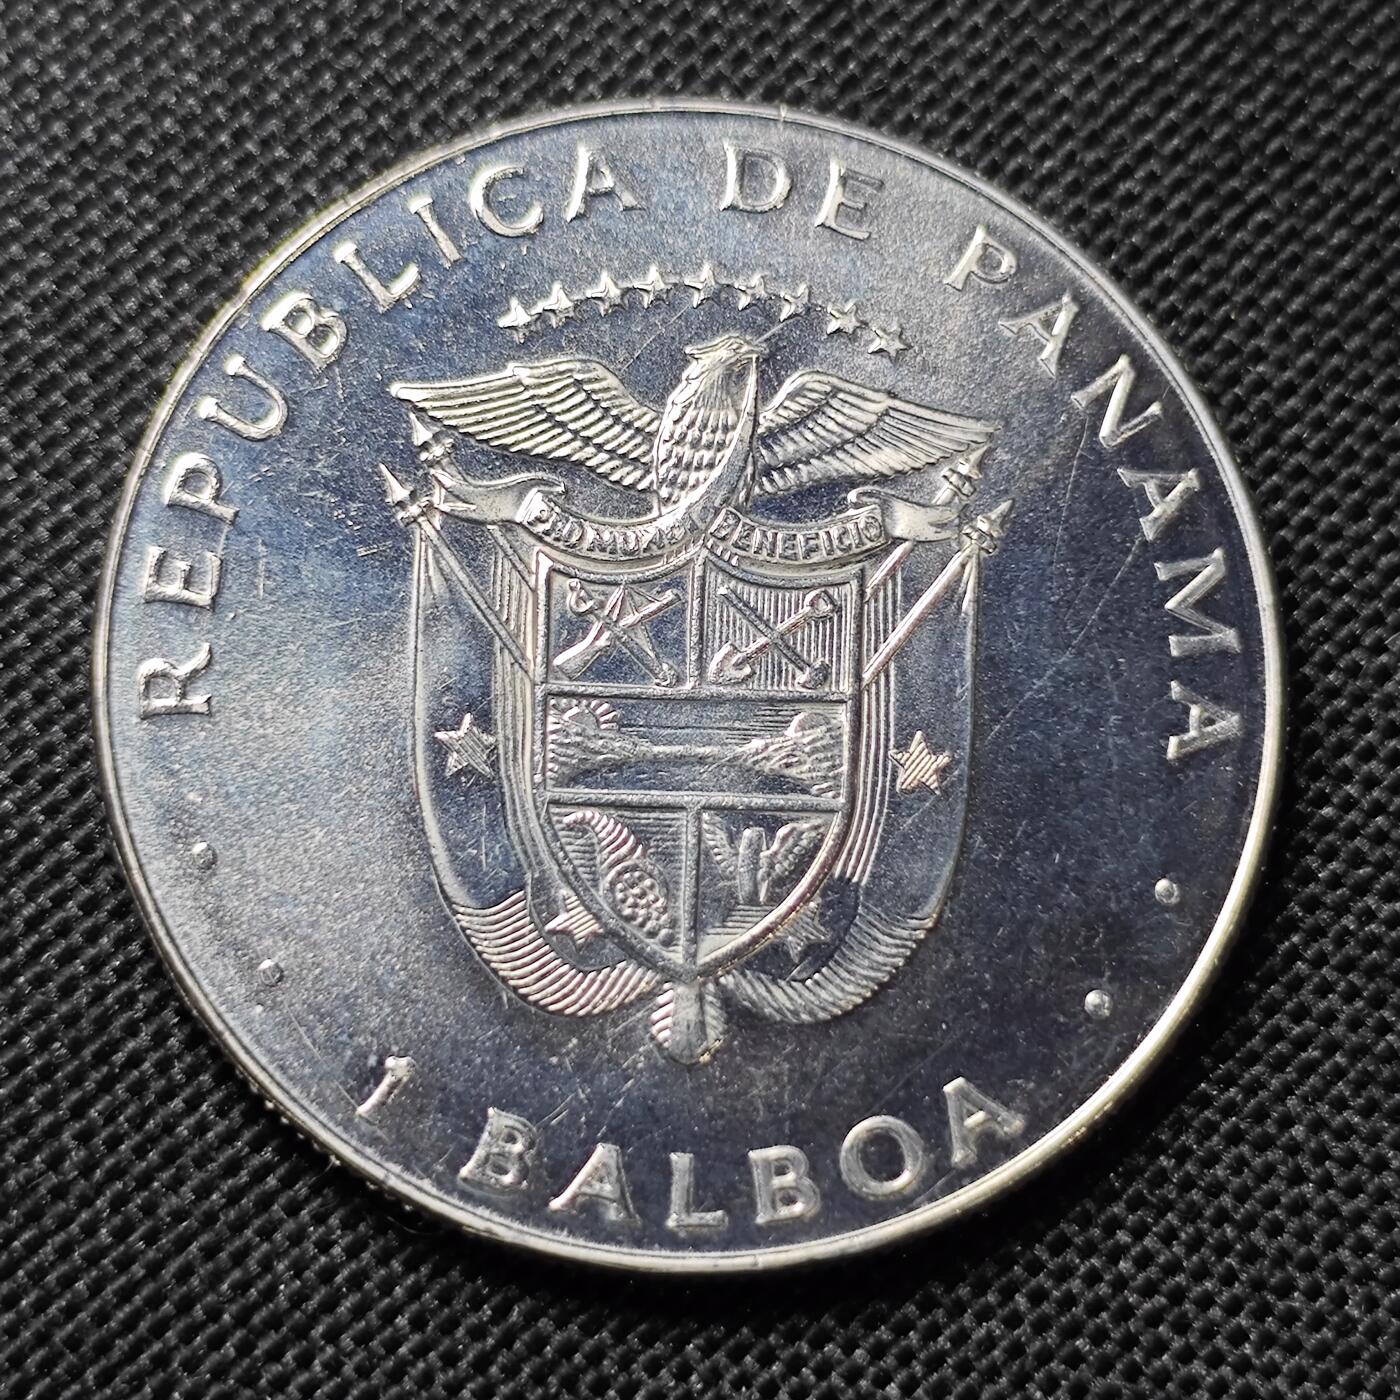 REPUBLICA DE PANAMA
PRO MUNDI BENEFICIO
1 BALBOA